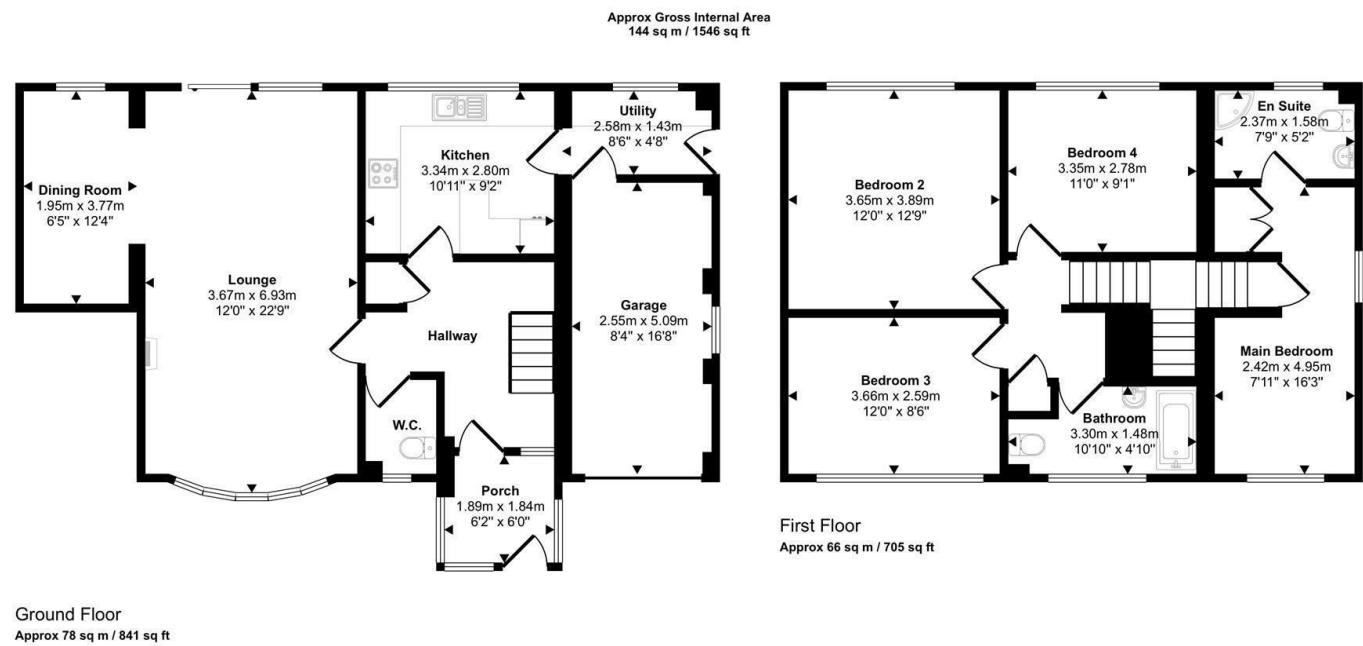 Approx Gross Internal Area
144 sq m / 1546 sq ft
Dining Room
1.95m x 3.77m
6'5" x 12'4"
Lounge
3.67m x 6.93m
12'0" x 22'9"
Kitchen
3.34m x 2.80m
10'11" x 9'2"
Utility
2.58m x 1.43m
8'6" x 4'8"
Hallway
Garage
2.55m x 5.09m
8'4" x 16'8"
W.C.
Porch
1.89m x 1.84m
6'2" x 6'0"
Ground Floor
Approx 78 sq m / 841 sq ft
Bedroom 2
3.65m x 3.89m
12'0" x 12'9"
Bedroom 4
3.35m x 2.78m
11'0" x 9'1"
En Suite
2.37m x 1.58m
7'9" x 5'2"
Bedroom 3
3.66m x 2.59m
12'0" x 8'6"
Bathroom
3.30m x 1.48m
10'10" x 4'10"
Main Bedroom
2.42m x 4.95m
7'11" x 16'3"
First Floor
Approx 66 sq m / 705 sq ft